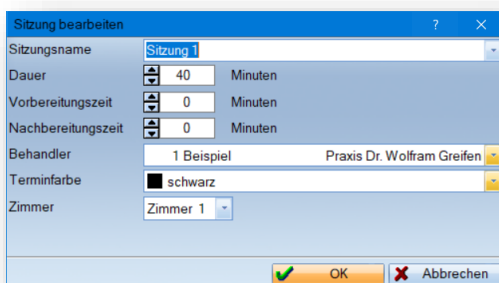 Sitzung bearbeiten ? ×
Sitzungsname Sitzung 1
Dauer 40 Minuten
Vorbereitungszeit 0 Minuten
Nachbereitungszeit 0 Minuten
Behandler 1 Beispiel Praxis Dr. Wolfram Greifen
Terminfarbe schwarz
Zimmer Zimmer 1
OK Abbrechen